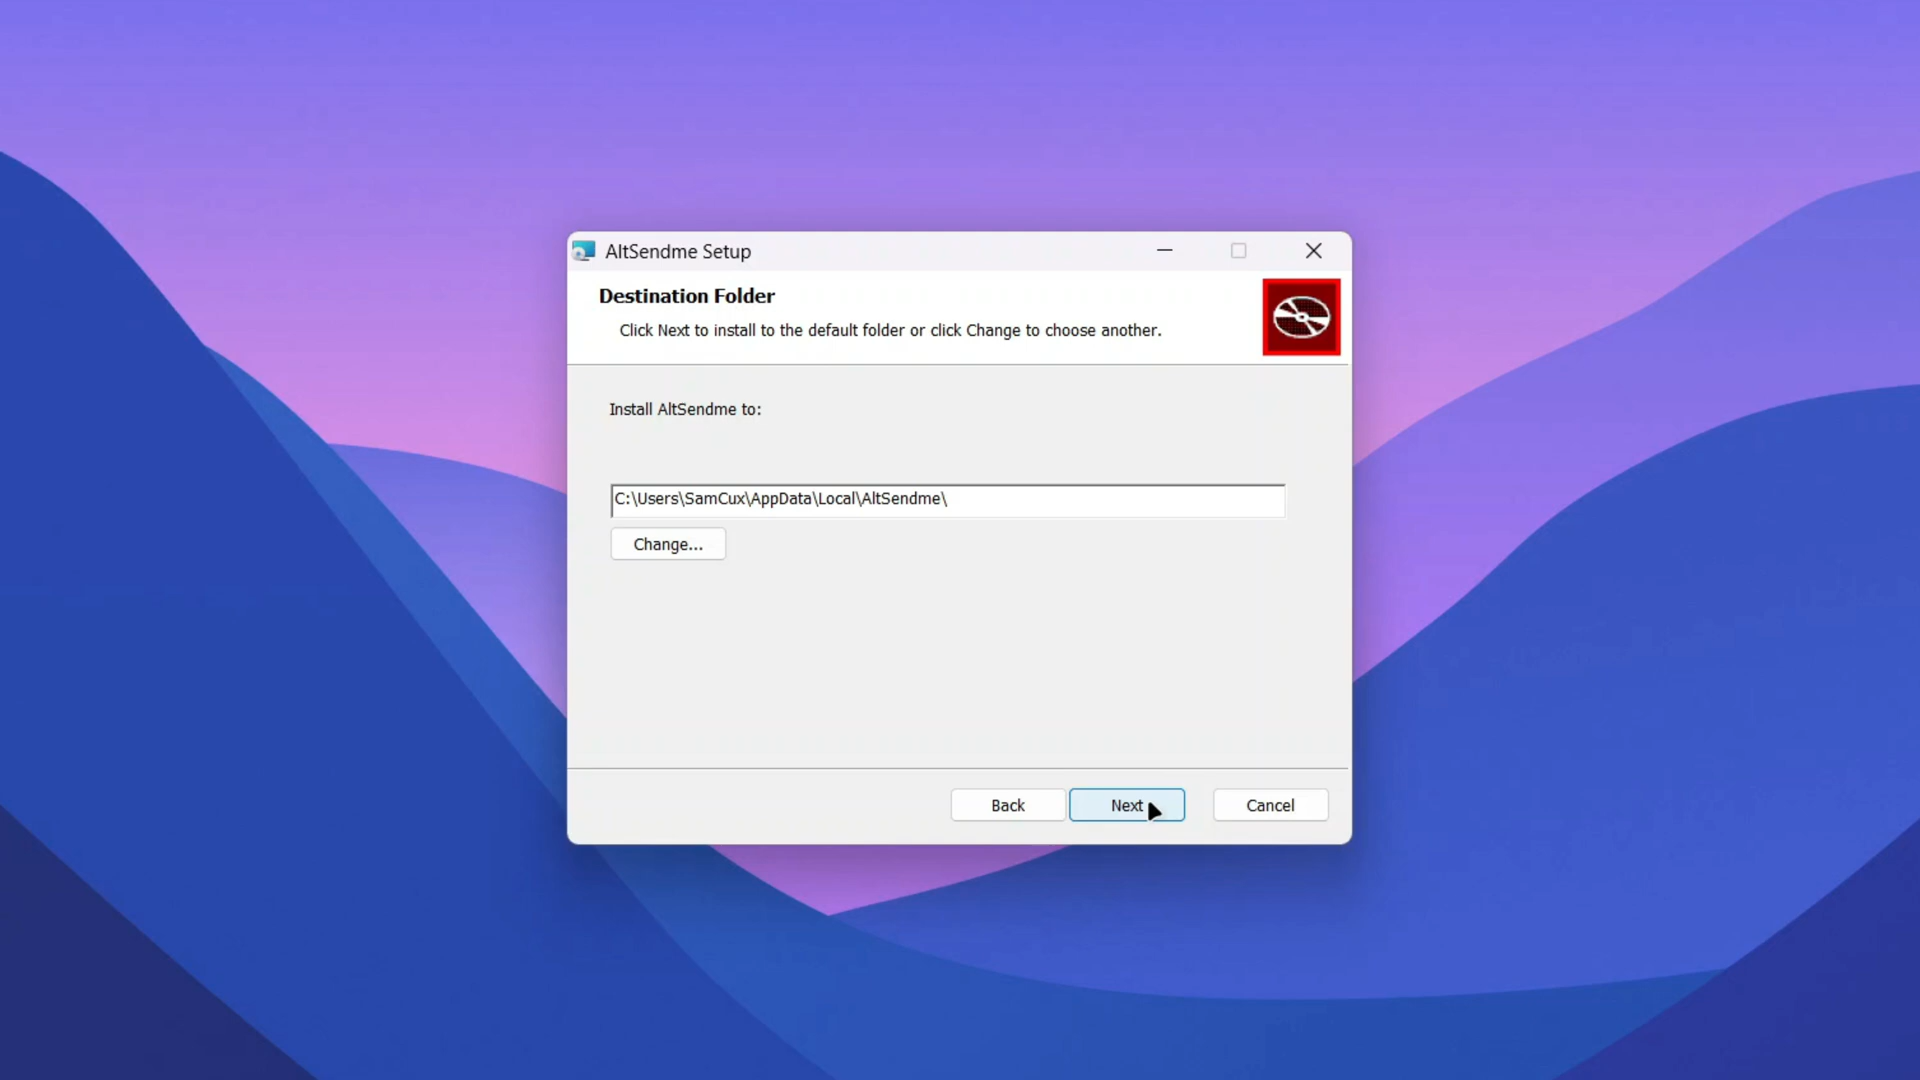 AltSendme Setup
Destination Folder
Click Next to install to the default folder or click Change to choose another.
Install AltSendme to:
C:\Users\SamCux\AppData\Local\AltSendme\
Change...
Back Next Cancel